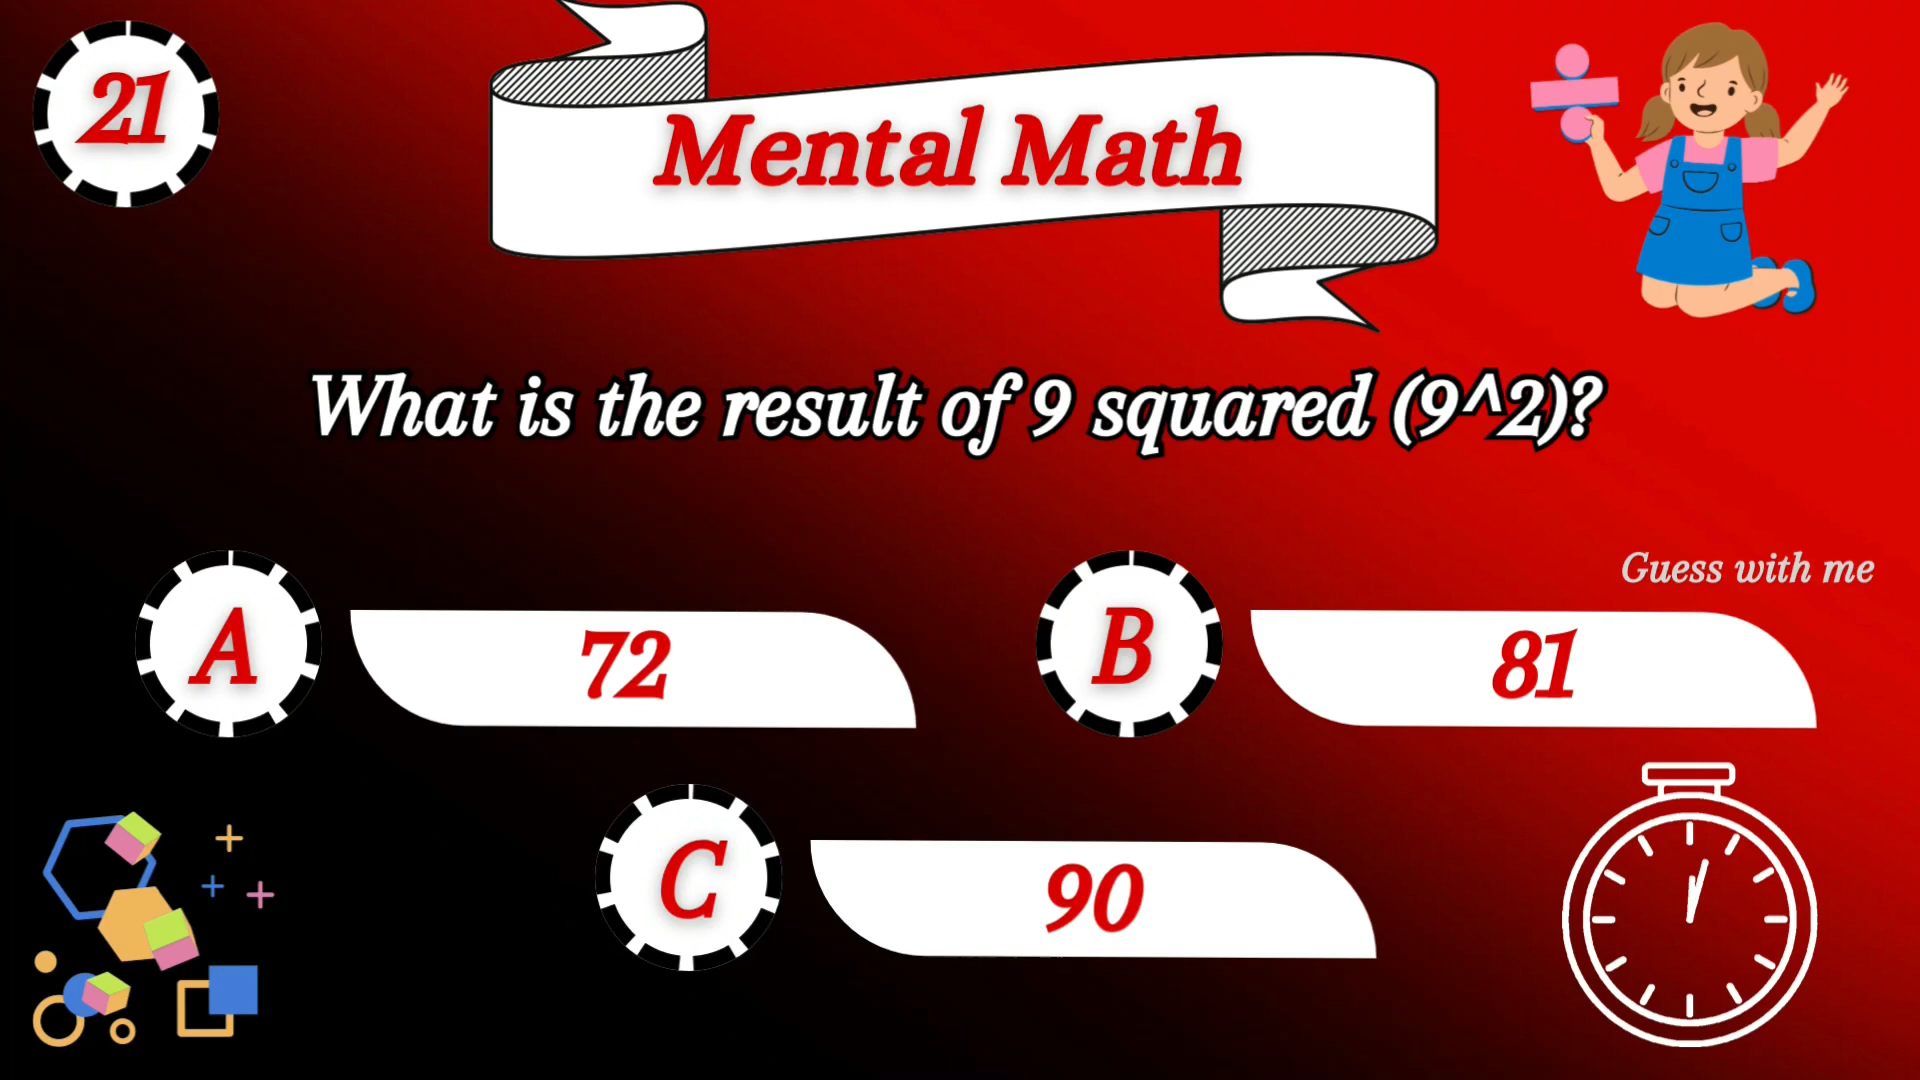 21
Mental Math
What is the result of 9 squared (9^2)?
Guess with me
A
72
B
81
C
90